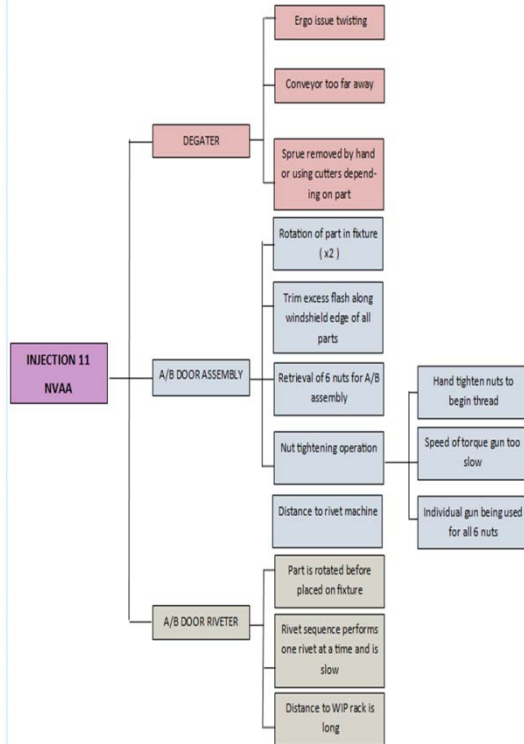 Ergo issue twisting
Conveyor too far away
DEGATER
Sprue removed by hand
or using cutters depend-
ing on part
Rotation of part in fixture
( x2 )
Trim excess flash along
windshield edge of all
parts
INJECTION 11
NVAA
A/B DOOR ASSEMBLY
Retrieval of 6 nuts for A/B
assembly
Hand tighten nuts to
begin thread
Nut tightening operation
Speed of torque gun too
slow
Distance to rivet machine
Individual gun being used
for all 6 nuts
Part is rotated before
placed on fixture
A/B DOOR RIVETER
Rivet sequence performs
one rivet at a time and is
slow
Distance to WIP rack is
long